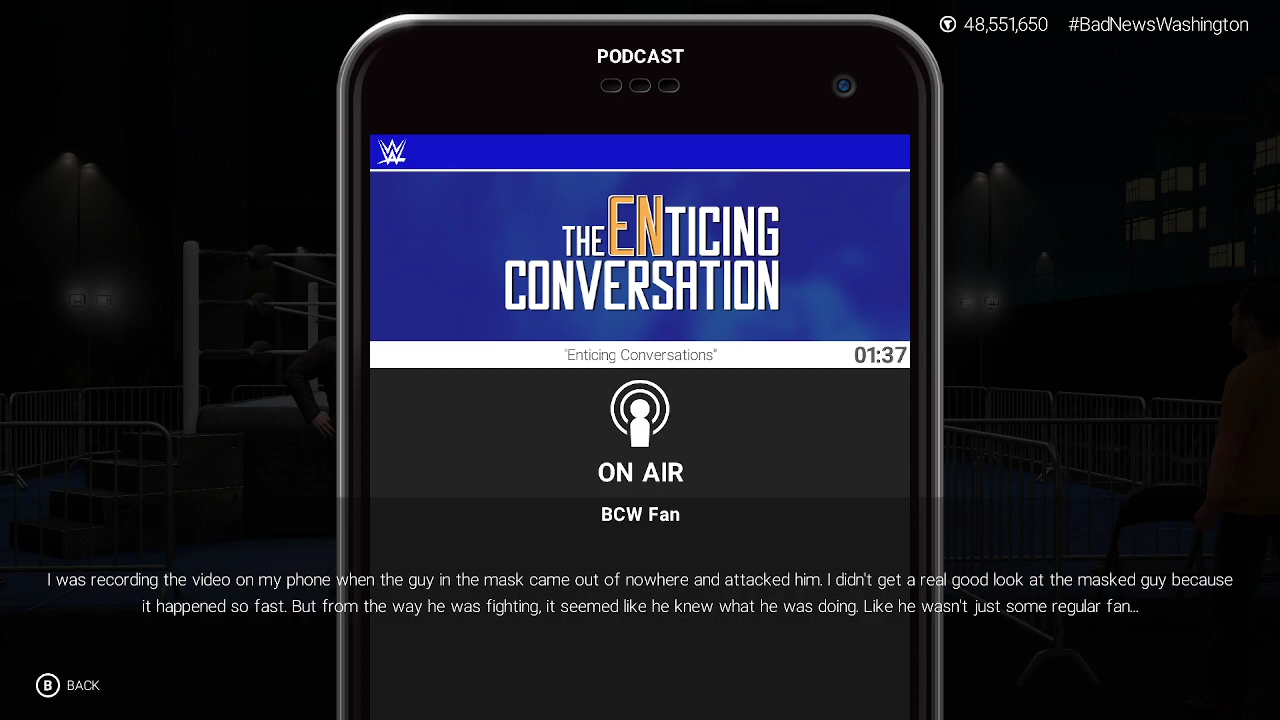 48,551,650 #BadNewsWashington
PODCAST
W
THE ENTICING
CONVERSATION
"Enticing Conversations" 01:37
ON AIR
BCW Fan
I was recording the video on my phone when the guy in the mask came out of nowhere and attacked him. I didn't get a real good look at the masked guy because
it happened so fast. But from the way he was fighting, it seemed like he knew what he was doing. Like he wasn't just some regular fan...
B BACK